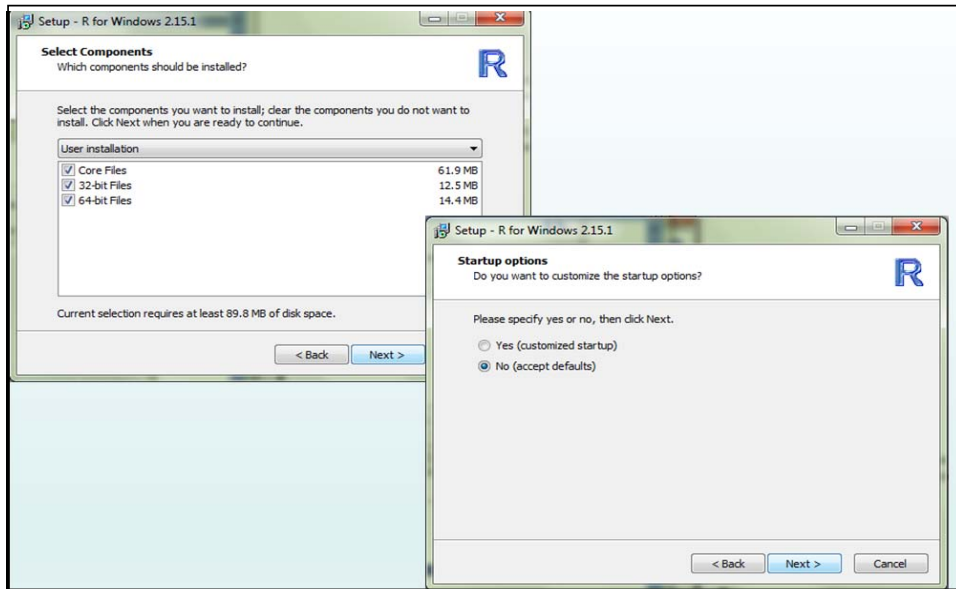 Setup - R for Windows 2.15.1
Select Components
Which components should be installed?
R
Select the components you want to install; clear the components you do not want to
install. Click Next when you are ready to continue.
User installation
Core Files 61.9 MB
32-bit Files 12.5 MB
64-bit Files 14.4 MB
Current selection requires at least 89.8 MB of disk space.
< Back Next >
Setup - R for Windows 2.15.1
Startup options
Do you want to customize the startup options?
R
Please specify yes or no, then click Next.
Yes (customized startup)
No (accept defaults)
< Back Next > Cancel